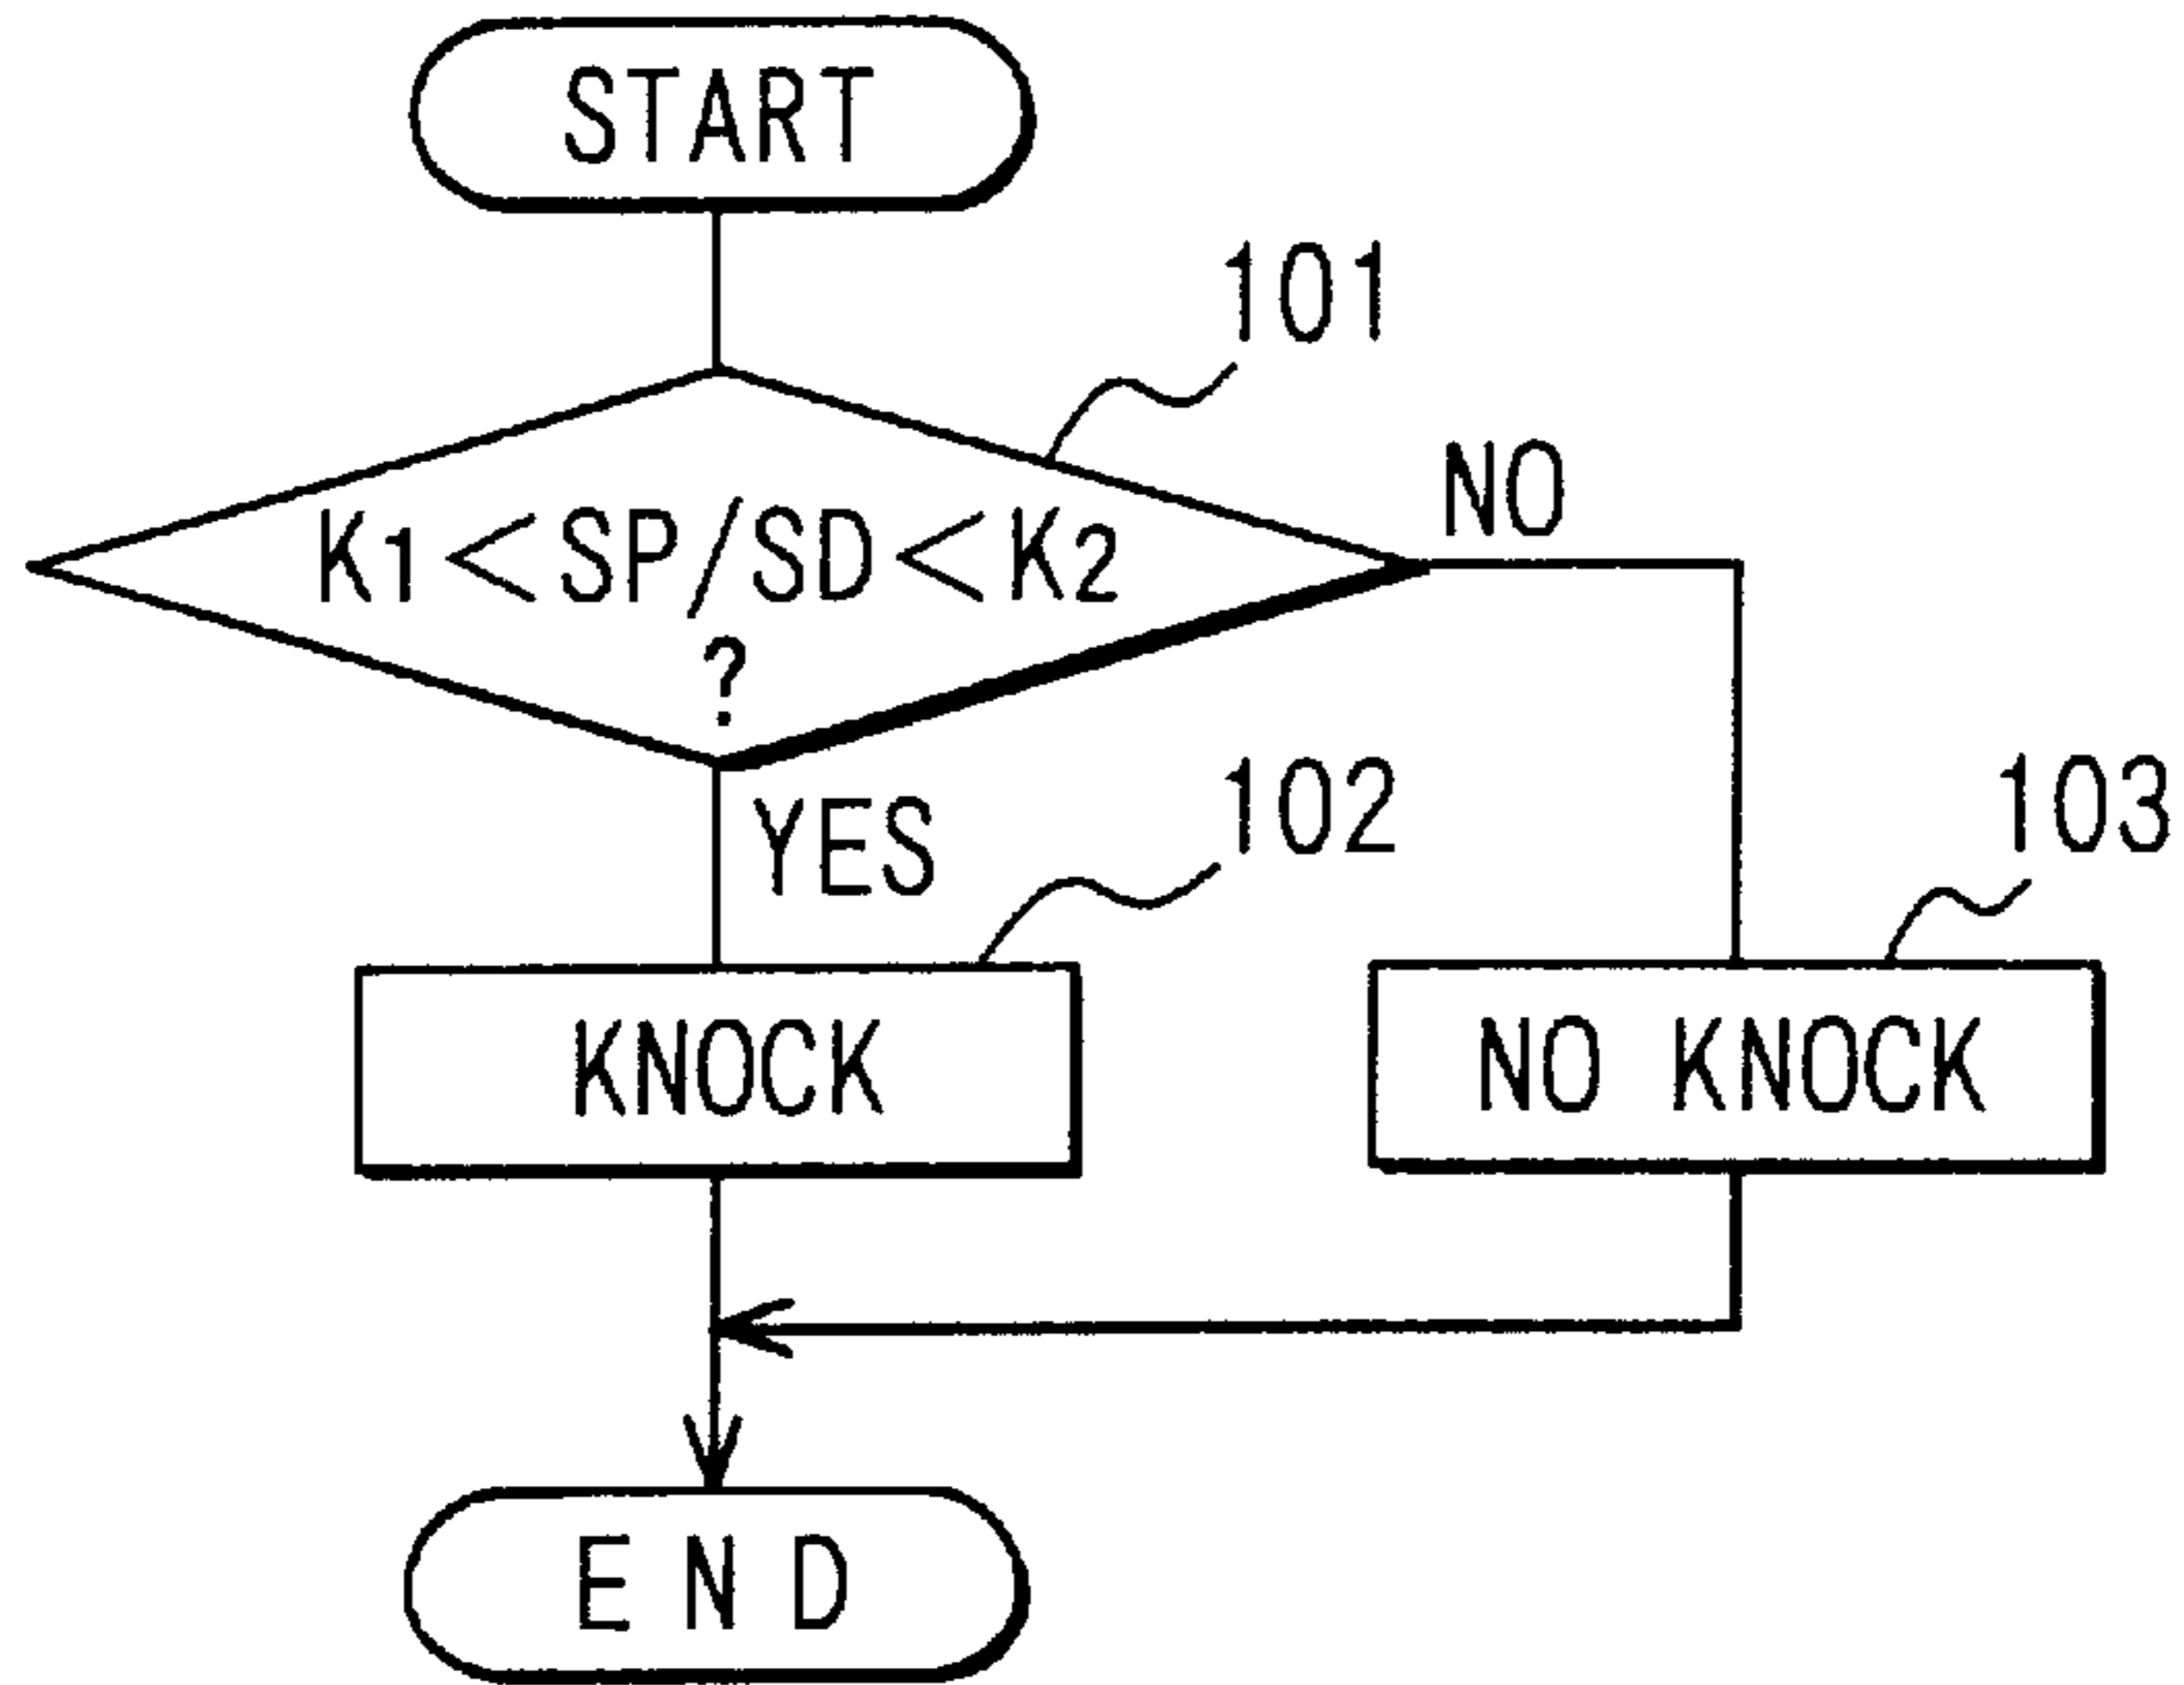 START
101
NO
K1<SP/SD<K2
?
YES
102
103
KNOCK
NO KNOCK
END